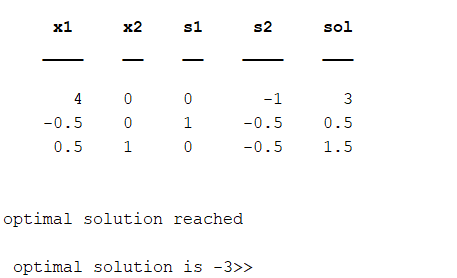 x1 x2 s1 s2 sol
4 0 0 -1 3
-0.5 0 1 -0.5 0.5
0.5 1 0 -0.5 1.5
optimal solution reached
optimal solution is -3>>